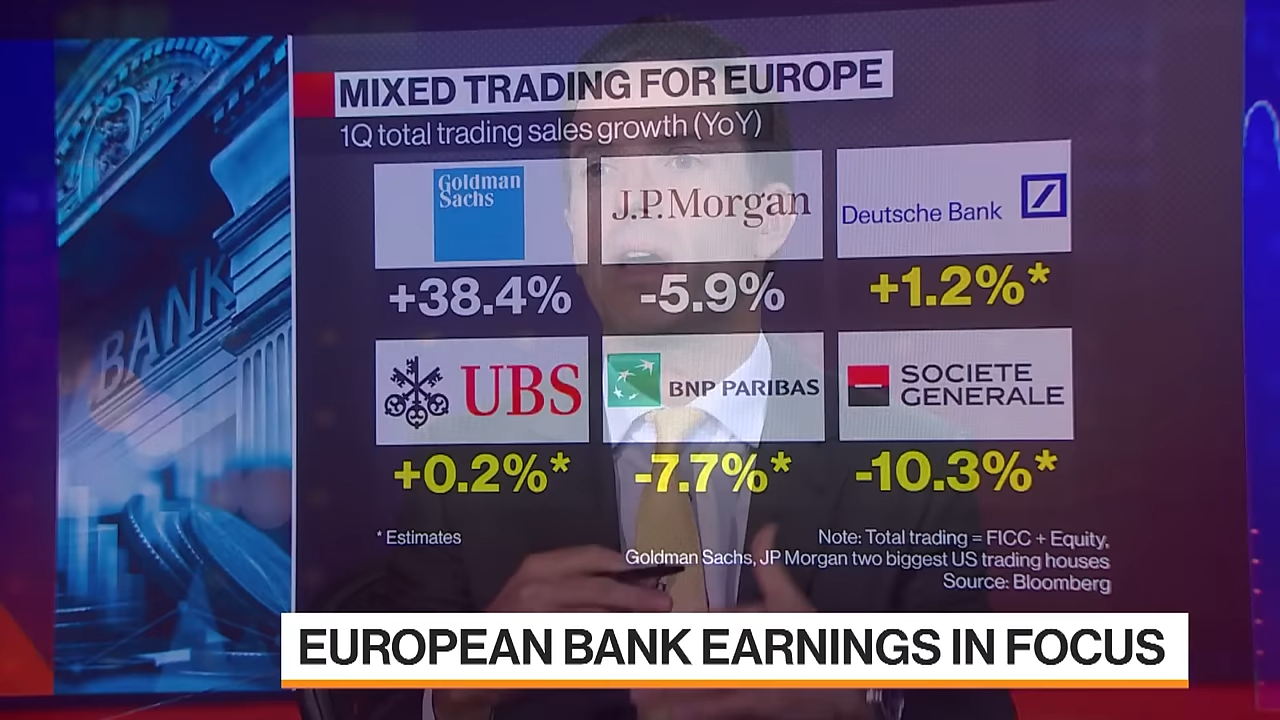 MIXED TRADING FOR EUROPE
1Q total trading sales growth (YoY)
Goldman
Sachs
J.P.Morgan
Deutsche Bank
+38.4%
-5.9%
+1.2%*
BANK
UBS
BNP PARIBAS
SOCIETE
GENERALE
+0.2%*
-7.7%*
-10.3%*
* Estimates
Note: Total trading = FICC + Equity,
Goldman Sachs, JP Morgan two biggest US trading houses
Source: Bloomberg
EUROPEAN BANK EARNINGS IN FOCUS